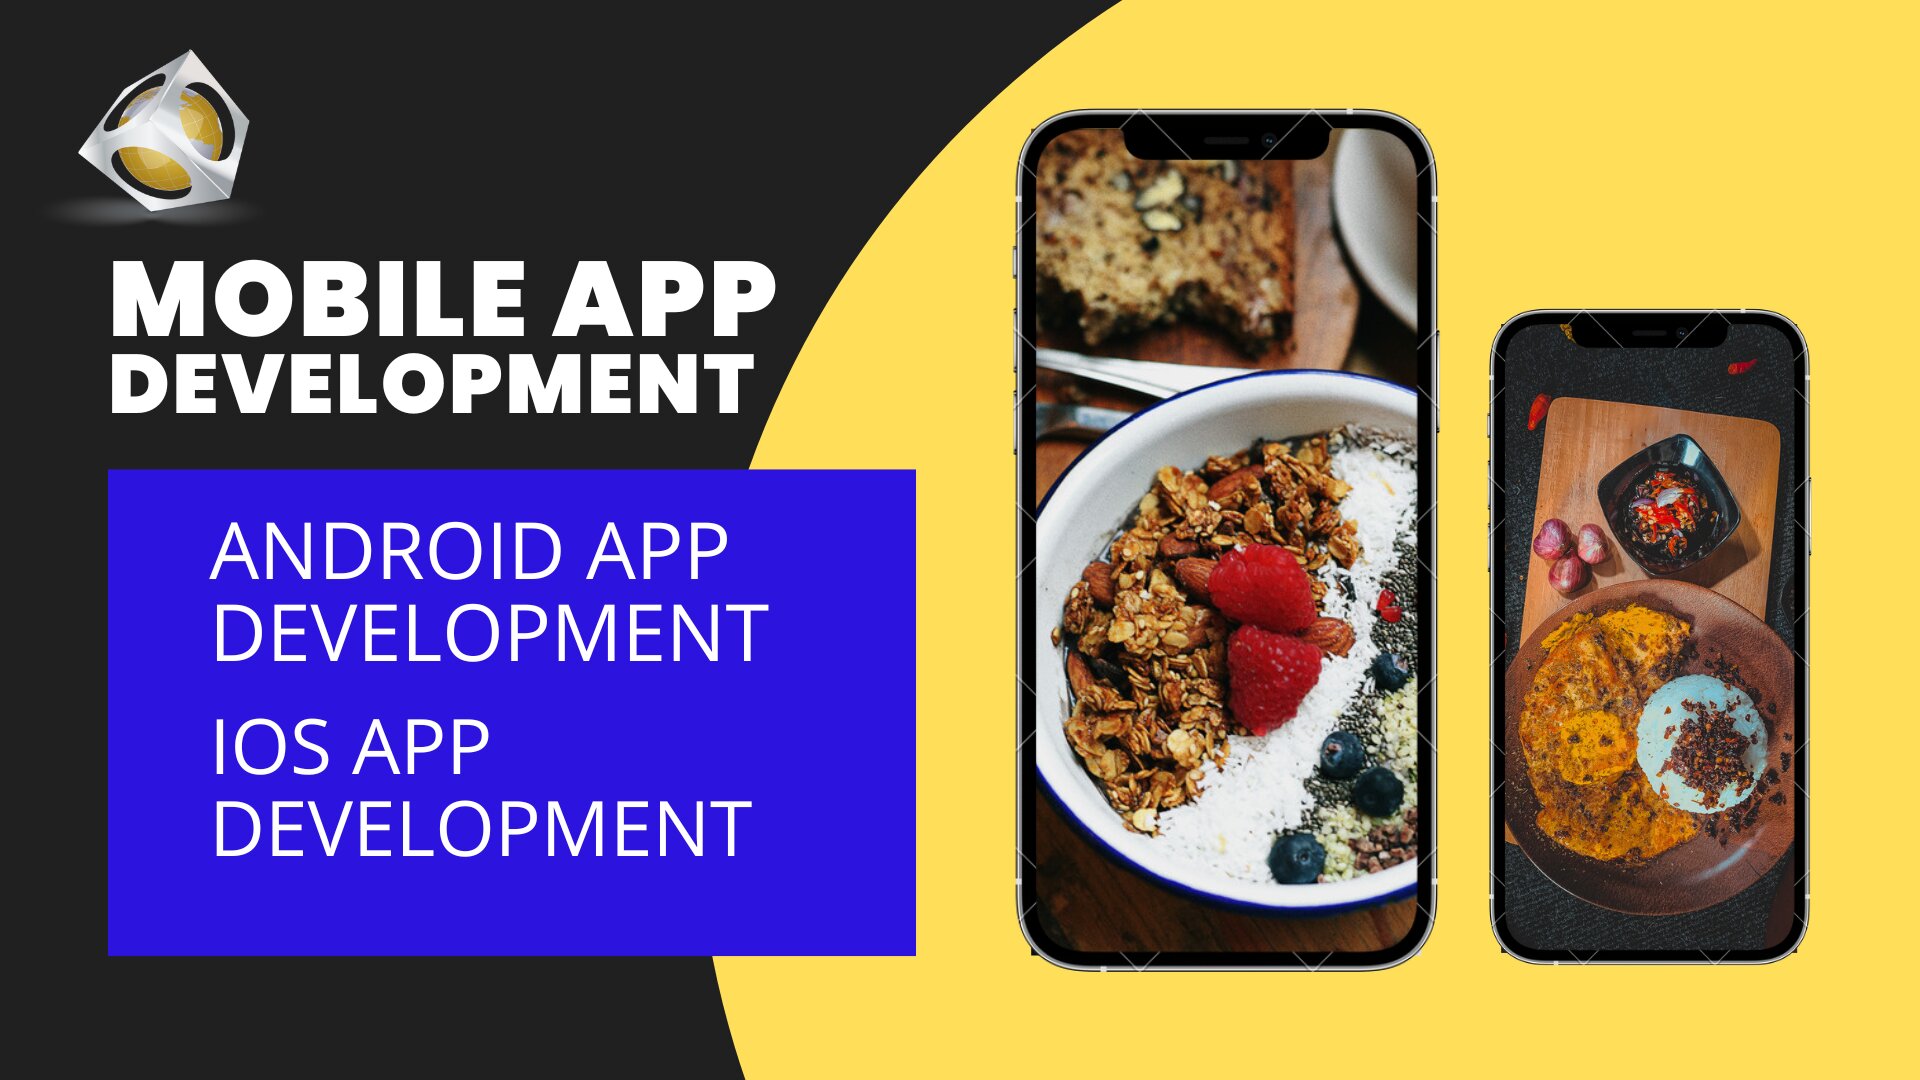 MOBILE APP
DEVELOPMENT
ANDROID APP
DEVELOPMENT
IOS APP
DEVELOPMENT